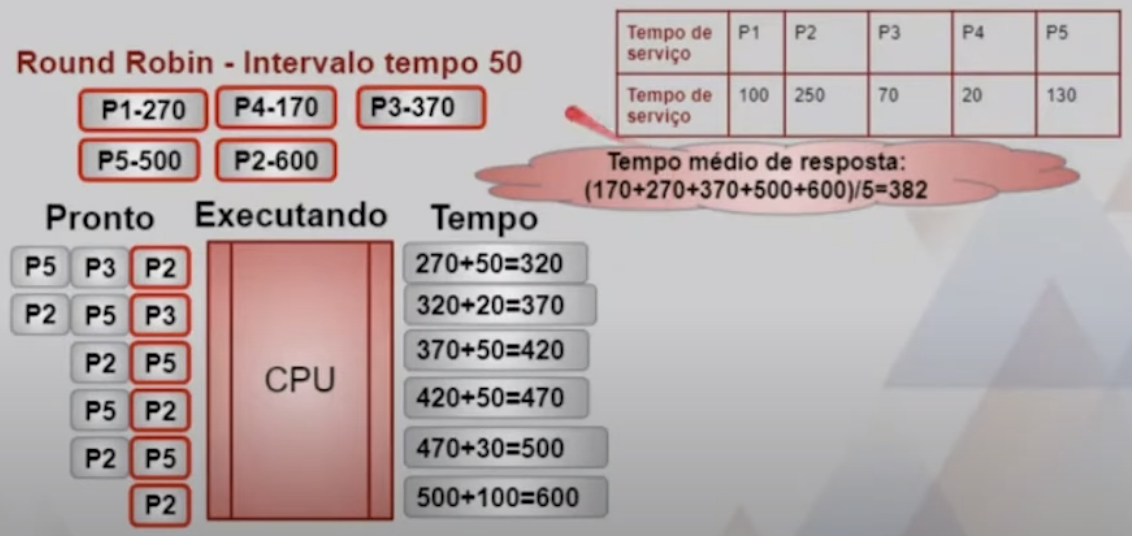 Round Robin - Intervalo tempo 50
P1-270 P4-170 P3-370
P5-500 P2-600
Tempo de serviço P1 P2 P3 P4 P5
Tempo de serviço 100 250 70 20 130
Tempo médio de resposta:
(170+270+370+500+600)/5=382
Pronto Executando Tempo
P5 P3 P2 270+50=320
P2 P5 P3 320+20=370
P2 P5 370+50=420
CPU
P5 P2 420+50=470
P2 P5 470+30=500
P2 500+100=600